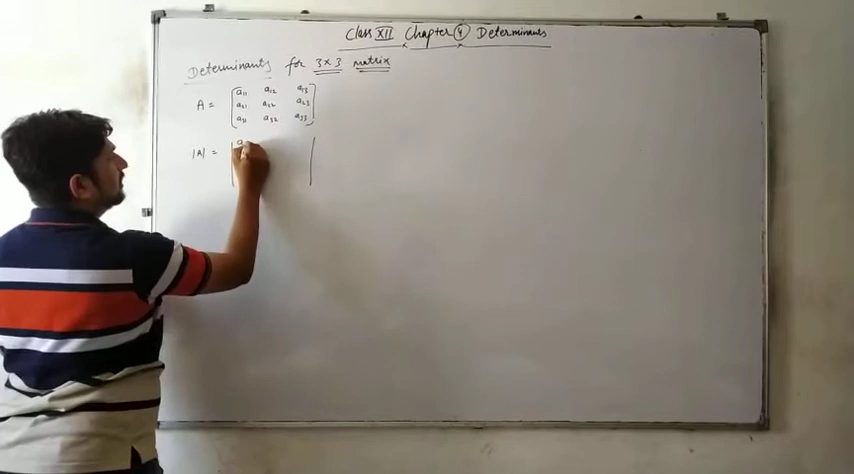 Class XII Chapter 4 Determinants
Determinants for 3×3 matrix
a11 a12 a13
A = a21 a22 a23
a31 a32 a33
|A| = a